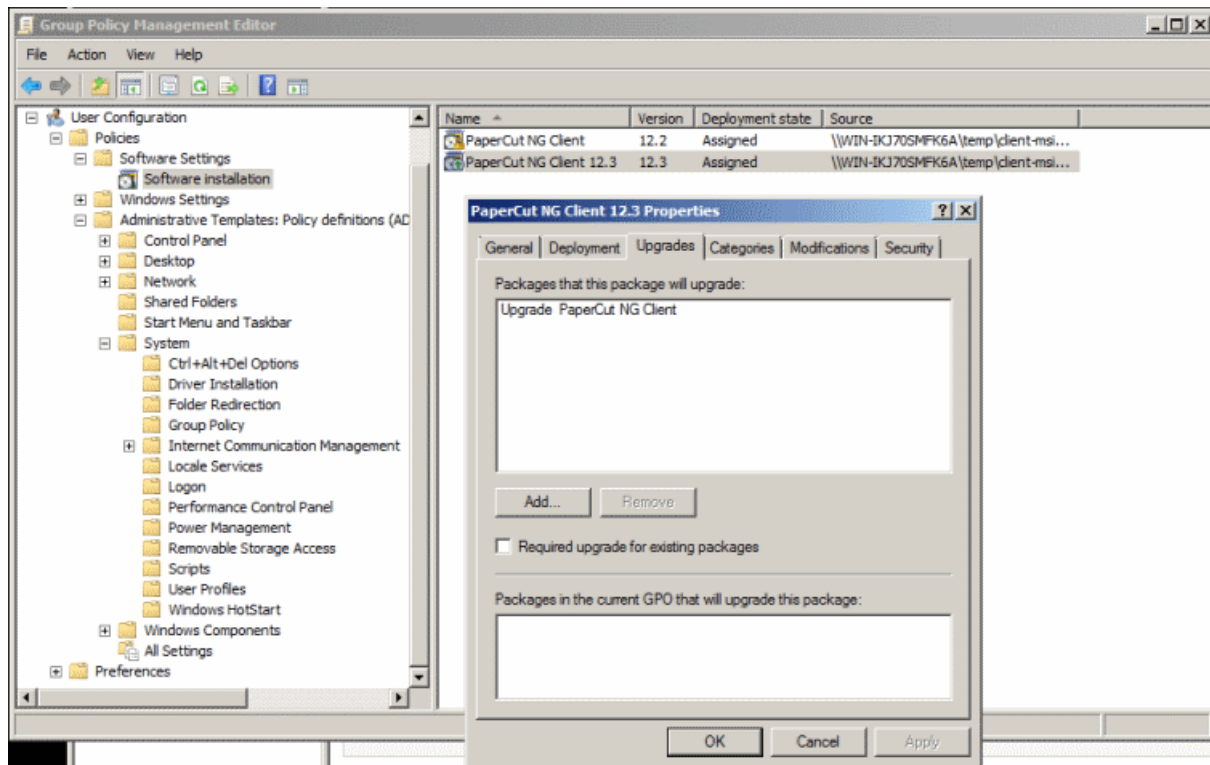 Group Policy Management Editor
File Action View Help
User Configuration
Policies
Software Settings
Software installation
Windows Settings
Administrative Templates: Policy definitions (AD
Control Panel
Desktop
Network
Shared Folders
Start Menu and Taskbar
System
Ctrl+Alt+Del Options
Driver Installation
Folder Redirection
Group Policy
Internet Communication Management
Locale Services
Logon
Performance Control Panel
Power Management
Removable Storage Access
Scripts
User Profiles
Windows HotStart
Windows Components
All Settings
Preferences
Name Version Deployment state Source
PaperCut NG Client 12.2 Assigned \\WIN-IKJ70SMFK6A\temp\client-msi...
PaperCut NG Client 12.3 12.3 Assigned \\WIN-IKJ70SMFK6A\temp\client-msi...
PaperCut NG Client 12.3 Properties
General Deployment Upgrades Categories Modifications Security
Packages that this package will upgrade:
Upgrade PaperCut NG Client
Add... Remove
Required upgrade for existing packages
Packages in the current GPO that will upgrade this package:
OK Cancel Apply